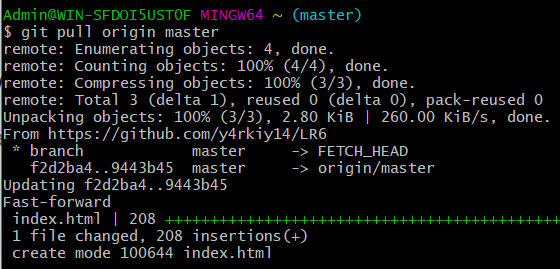 Admin@WIN-SFDOI5UST0F MINGW64 ~ (master)
$ git pull origin master
remote: Enumerating objects: 4, done.
remote: Counting objects: 100% (4/4), done.
remote: Compressing objects: 100% (3/3), done.
remote: Total 3 (delta 1), reused 0 (delta 0), pack-reused 0
Unpacking objects: 100% (3/3), 2.80 KiB | 260.00 KiB/s, done.
From https://github.com/y4rkiy14/LR6
 * branch            master     -> FETCH_HEAD
   f2d2ba4..9443b45  master     -> origin/master
Updating f2d2ba4..9443b45
Fast-forward
 index.html | 208 ++++++++++++++++++++++++++++++++++++++++++++
 1 file changed, 208 insertions(+)
 create mode 100644 index.html